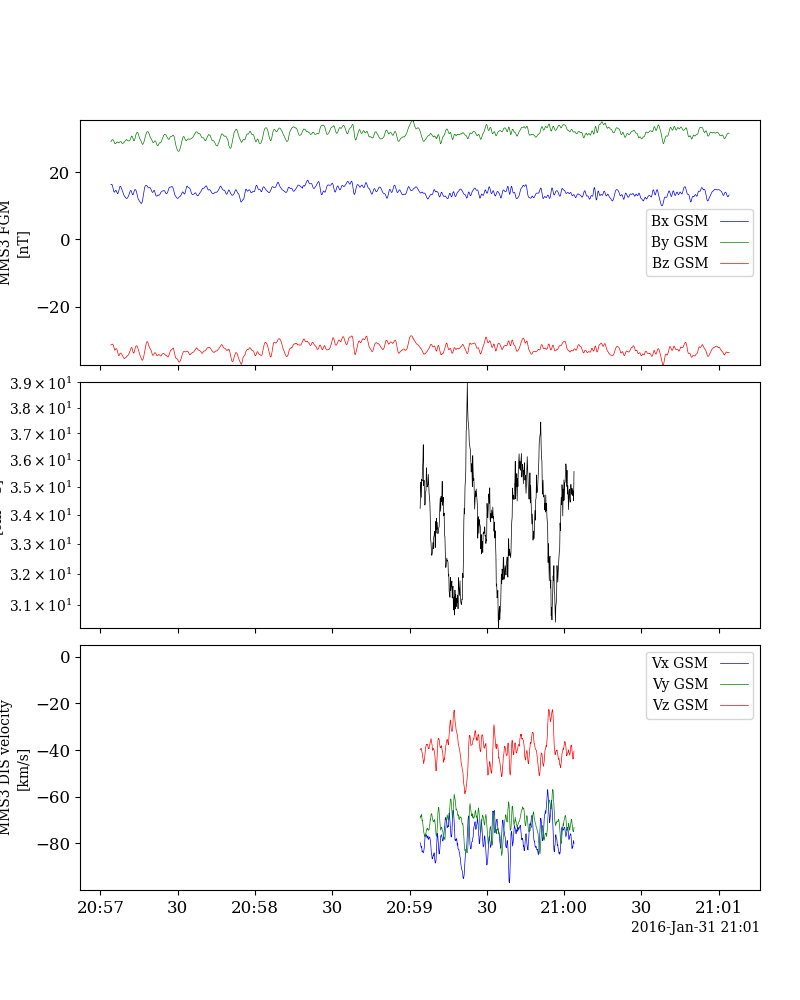 MMS3 FGM
[nT]
20
0
−20
Bx GSM
By GSM
Bz GSM
3.9 × 10¹
3.8 × 10¹
3.7 × 10¹
3.6 × 10¹
3.5 × 10¹
3.4 × 10¹
3.3 × 10¹
3.2 × 10¹
3.1 × 10¹
MMS3 DIS velocity
[km/s]
0
−20
−40
−60
−80
Vx GSM
Vy GSM
Vz GSM
20:57 30 20:58 30 20:59 30 21:00 30 21:01
2016-Jan-31 21:01